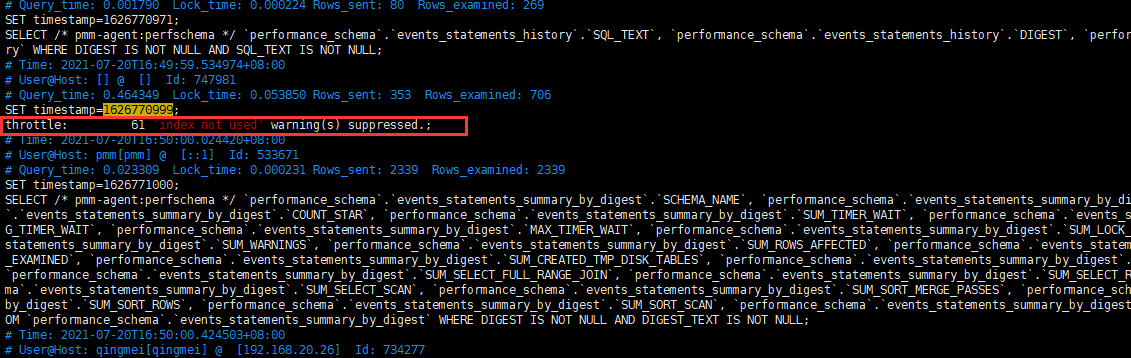 # Query_time: 0.001790  Lock_time: 0.000224 Rows_sent: 80  Rows_examined: 269
SET timestamp=1626770971;
SELECT /* pmm-agent:perfschema */ `performance_schema`.`events_statements_history`.`SQL_TEXT`, `performance_schema`.`events_statements_history`.`DIGEST`, `perfor
ry` WHERE DIGEST IS NOT NULL AND SQL_TEXT IS NOT NULL;
# Time: 2021-07-20T16:49:59.534974+08:00
# User@Host: [] @  []  Id: 747981
# Query_time: 0.464349  Lock_time: 0.053850 Rows_sent: 353  Rows_examined: 706
SET timestamp=1626770999;
throttle:         61 'index not used' warning(s) suppressed.;
# Time: 2021-07-20T16:50:00.024420+08:00
# User@Host: pmm[pmm] @  [::1]  Id: 533671
# Query_time: 0.023309  Lock_time: 0.000231 Rows_sent: 2339  Rows_examined: 2339
SET timestamp=1626771000;
SELECT /* pmm-agent:perfschema */ `performance_schema`.`events_statements_summary_by_digest`.`SCHEMA_NAME`, `performance_schema`.`events_statements_summary_by_di
`.`events_statements_summary_by_digest`.`COUNT_STAR`, `performance_schema`.`events_statements_summary_by_digest`.`SUM_TIMER_WAIT`, `performance_schema`.`events_s
G_TIMER_WAIT`, `performance_schema`.`events_statements_summary_by_digest`.`MAX_TIMER_WAIT`, `performance_schema`.`events_statements_summary_by_digest`.`SUM_LOCK_
statements_summary_by_digest`.`SUM_WARNINGS`, `performance_schema`.`events_statements_summary_by_digest`.`SUM_ROWS_AFFECTED`, `performance_schema`.`events_statem
_EXAMINED`, `performance_schema`.`events_statements_summary_by_digest`.`SUM_CREATED_TMP_DISK_TABLES`, `performance_schema`.`events_statements_summary_by_digest`.
`performance_schema`.`events_statements_summary_by_digest`.`SUM_SELECT_FULL_RANGE_JOIN`, `performance_schema`.`events_statements_summary_by_digest`.`SUM_SELECT_R
ma`.`events_statements_summary_by_digest`.`SUM_SELECT_SCAN`, `performance_schema`.`events_statements_summary_by_digest`.`SUM_SORT_MERGE_PASSES`, `performance_sch
by_digest`.`SUM_SORT_ROWS`, `performance_schema`.`events_statements_summary_by_digest`.`SUM_SORT_SCAN`, `performance_schema`.`events_statements_summary_by_digest
OM `performance_schema`.`events_statements_summary_by_digest` WHERE DIGEST IS NOT NULL AND DIGEST_TEXT IS NOT NULL;
# Time: 2021-07-20T16:50:00.424503+08:00
# User@Host: qingmei[qingmei] @  [192.168.20.26]  Id: 734277